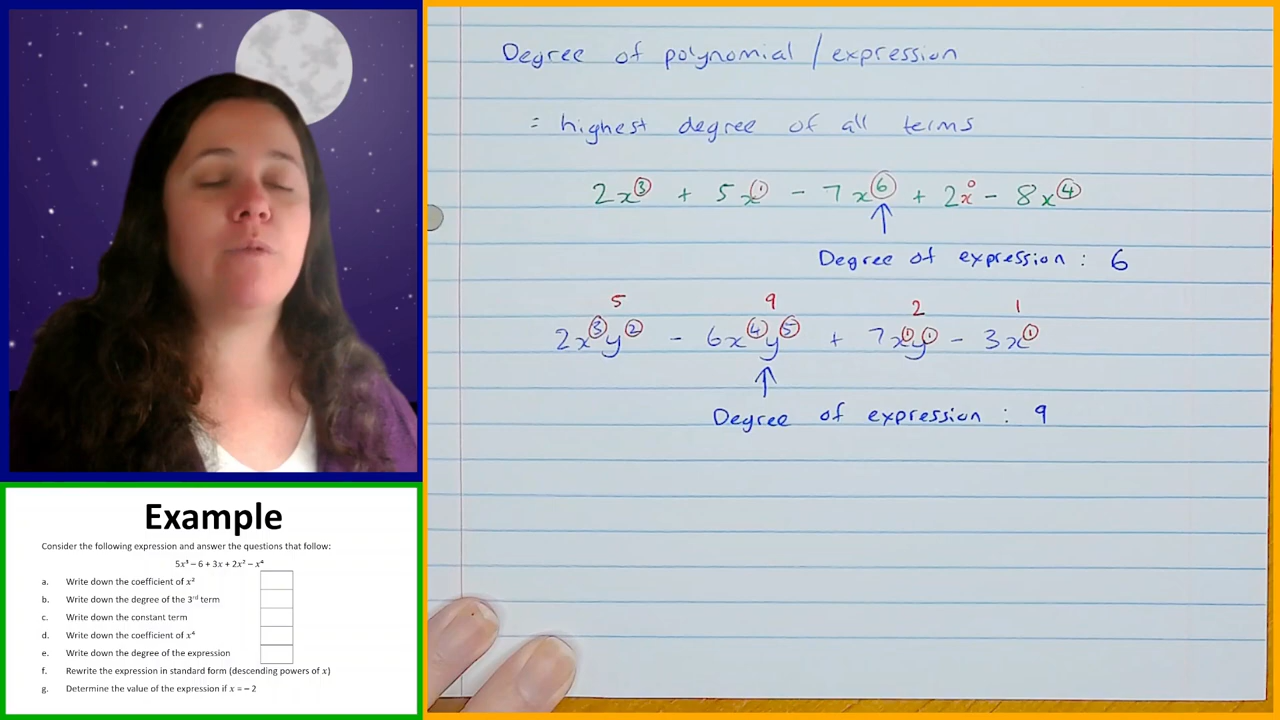 Degree of polynomial / expression
= highest degree of all terms
2x³ + 5x¹ - 7x⁶ + 2x⁰ - 8x⁴
Degree of expression : 6
5 9 2 1
2x³y² - 6x⁴y⁵ + 7x¹y¹ - 3x¹
Degree of expression : 9
Example
Consider the following expression and answer the questions that follow:
a. Write down the coefficient of x²
b. Write down the degree of the 3rd term
c. Write down the constant term
d. Write down the coefficient of x⁴
e. Write down the degree of the expression
f. Rewrite the expression in standard form (descending powers of x)
g. Determine the value of the expression if x = – 2